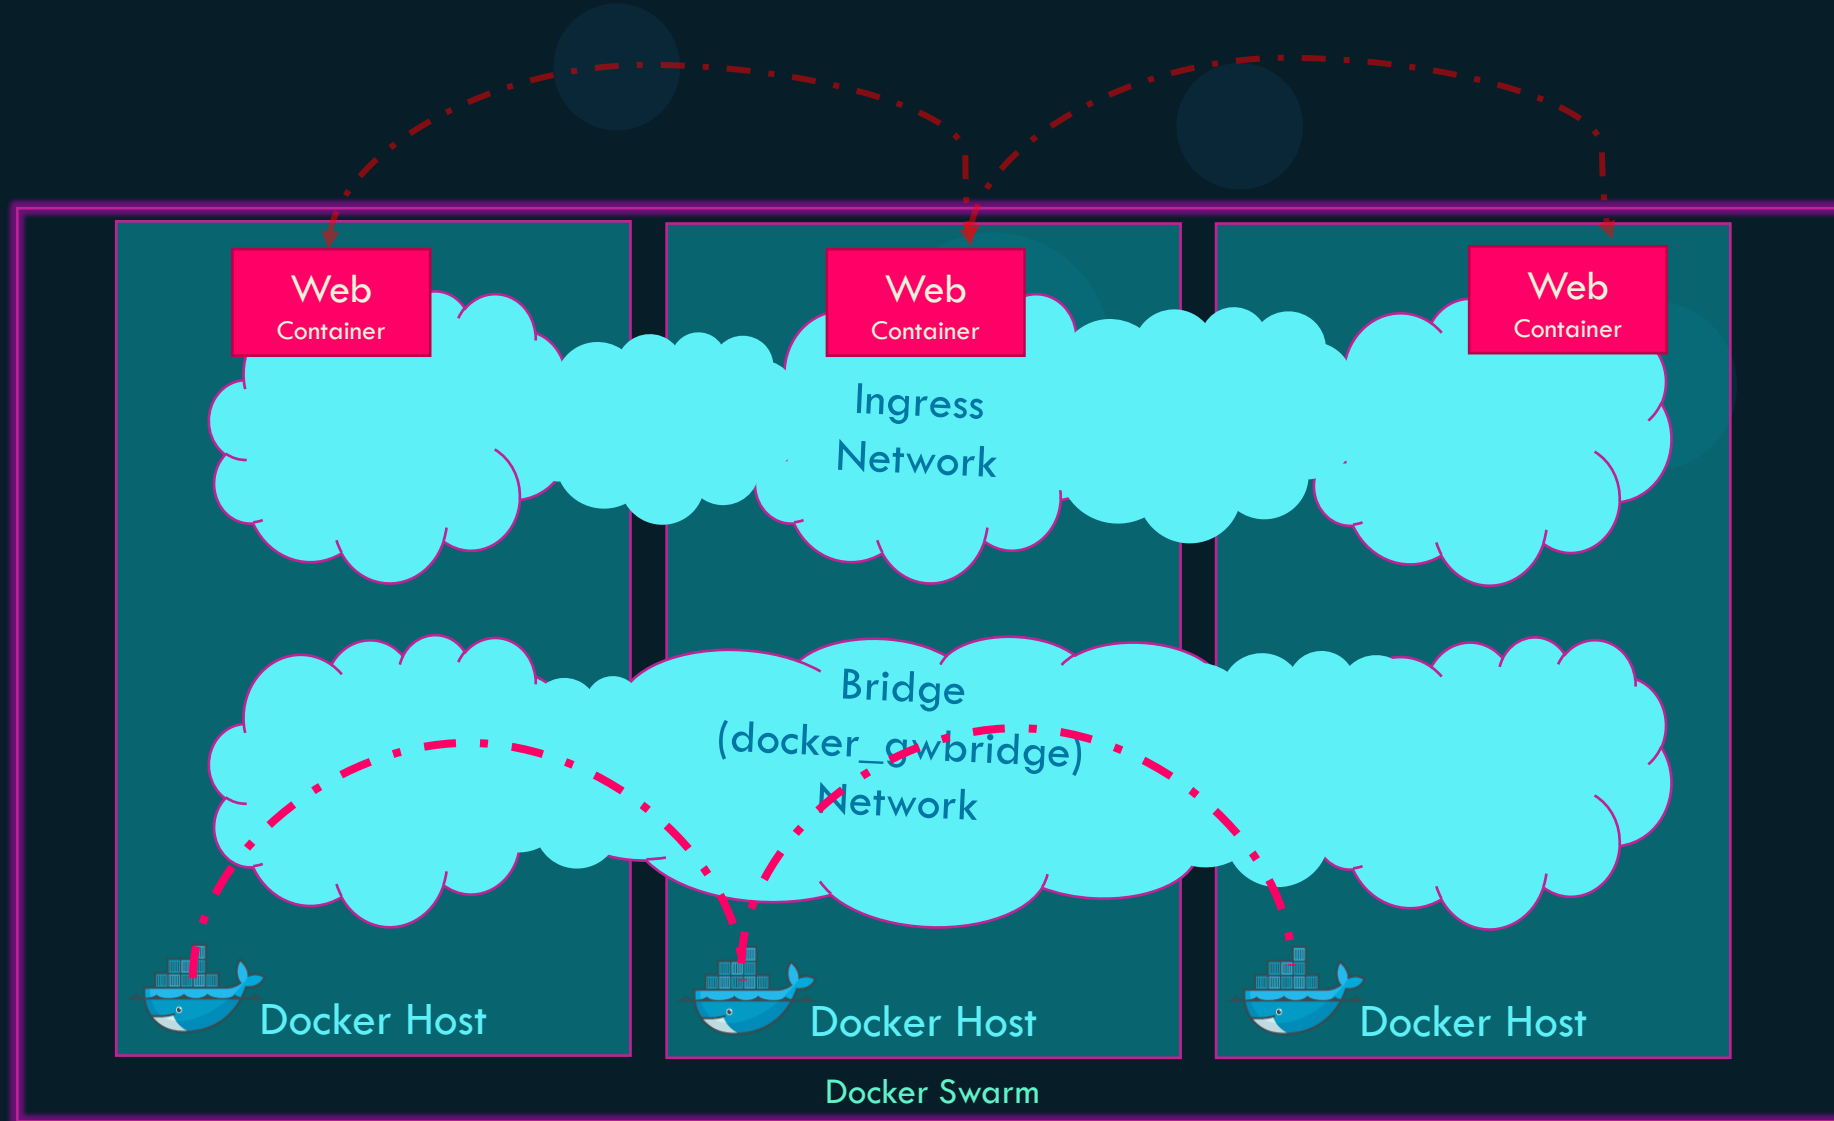 Web
Container
Web
Container
Web
Container
Ingress
Network
Bridge
(docker_gwbridge)
Network
Docker Host
Docker Host
Docker Host
Docker Swarm